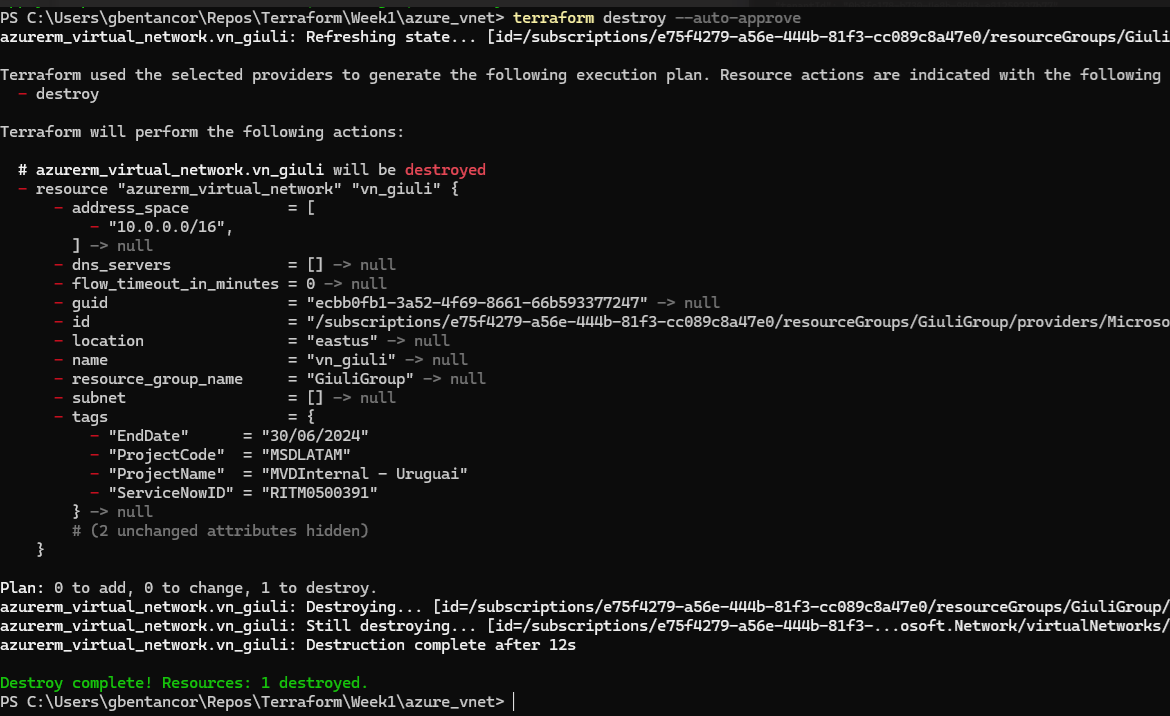 PS C:\Users\gbentancor\Repos\Terraform\Week1\azure_vnet> terraform destroy --auto-approve
azurerm_virtual_network.vn_giuli: Refreshing state... [id=/subscriptions/e75f4279-a56e-444b-81f3-cc089c8a47e0/resourceGroups/Giuli
Terraform used the selected providers to generate the following execution plan. Resource actions are indicated with the following
  - destroy
Terraform will perform the following actions:
  # azurerm_virtual_network.vn_giuli will be destroyed
  - resource "azurerm_virtual_network" "vn_giuli" {
      - address_space           = [
          - "10.0.0.0/16",
        ] -> null
      - dns_servers             = [] -> null
      - flow_timeout_in_minutes = 0 -> null
      - guid                    = "ecbb0fb1-3a52-4f69-8661-66b593377247" -> null
      - id                      = "/subscriptions/e75f4279-a56e-444b-81f3-cc089c8a47e0/resourceGroups/GiuliGroup/providers/Microso
      - location                = "eastus" -> null
      - name                    = "vn_giuli" -> null
      - resource_group_name     = "GiuliGroup" -> null
      - subnet                  = [] -> null
      - tags                    = {
          - "EndDate"      = "30/06/2024"
          - "ProjectCode"  = "MSDLATAM"
          - "ProjectName"  = "MVDInternal - Uruguai"
          - "ServiceNowID" = "RITM0500391"
        } -> null
        # (2 unchanged attributes hidden)
    }
Plan: 0 to add, 0 to change, 1 to destroy.
azurerm_virtual_network.vn_giuli: Destroying... [id=/subscriptions/e75f4279-a56e-444b-81f3-cc089c8a47e0/resourceGroups/GiuliGroup/
azurerm_virtual_network.vn_giuli: Still destroying... [id=/subscriptions/e75f4279-a56e-444b-81f3-...osoft.Network/virtualNetworks/
azurerm_virtual_network.vn_giuli: Destruction complete after 12s
Destroy complete! Resources: 1 destroyed.
PS C:\Users\gbentancor\Repos\Terraform\Week1\azure_vnet>